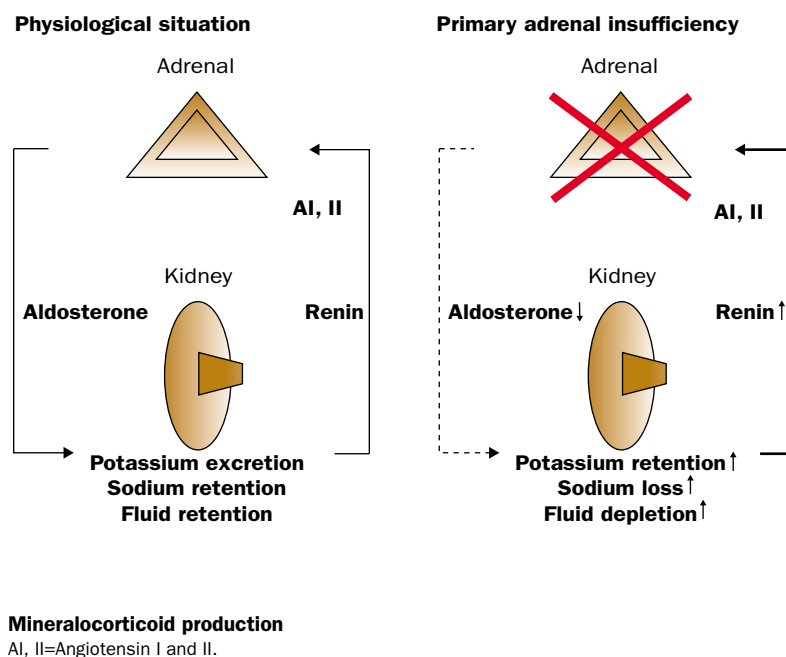 Physiological situation
Adrenal
AI, II
Kidney
Aldosterone
Renin
Potassium excretion
Sodium retention
Fluid retention
Primary adrenal insufficiency
Adrenal
AI, II
Kidney
Aldosterone↓
Renin↑
Potassium retention↑
Sodium loss↑
Fluid depletion↑
Mineralocorticoid production
AI, II=Angiotensin I and II.